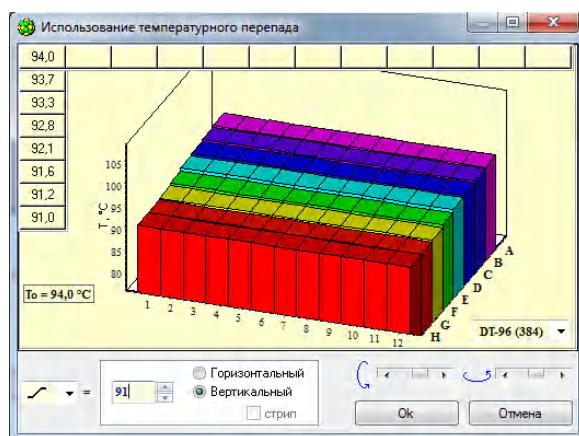 Использование температурного перепада
94,0
93,7
93,3
92,8
92,1
91,6
91,2
91,0
105
100
95
90
85
80
T, °C
To = 94,0 °C
1 2 3 4 5 6 7 8 9 10 11 12
A
B
C
D
E
F
G
H
DT-96 (384)
= 91
Горизонтальный
Вертикальный
стрип
Ok Отмена